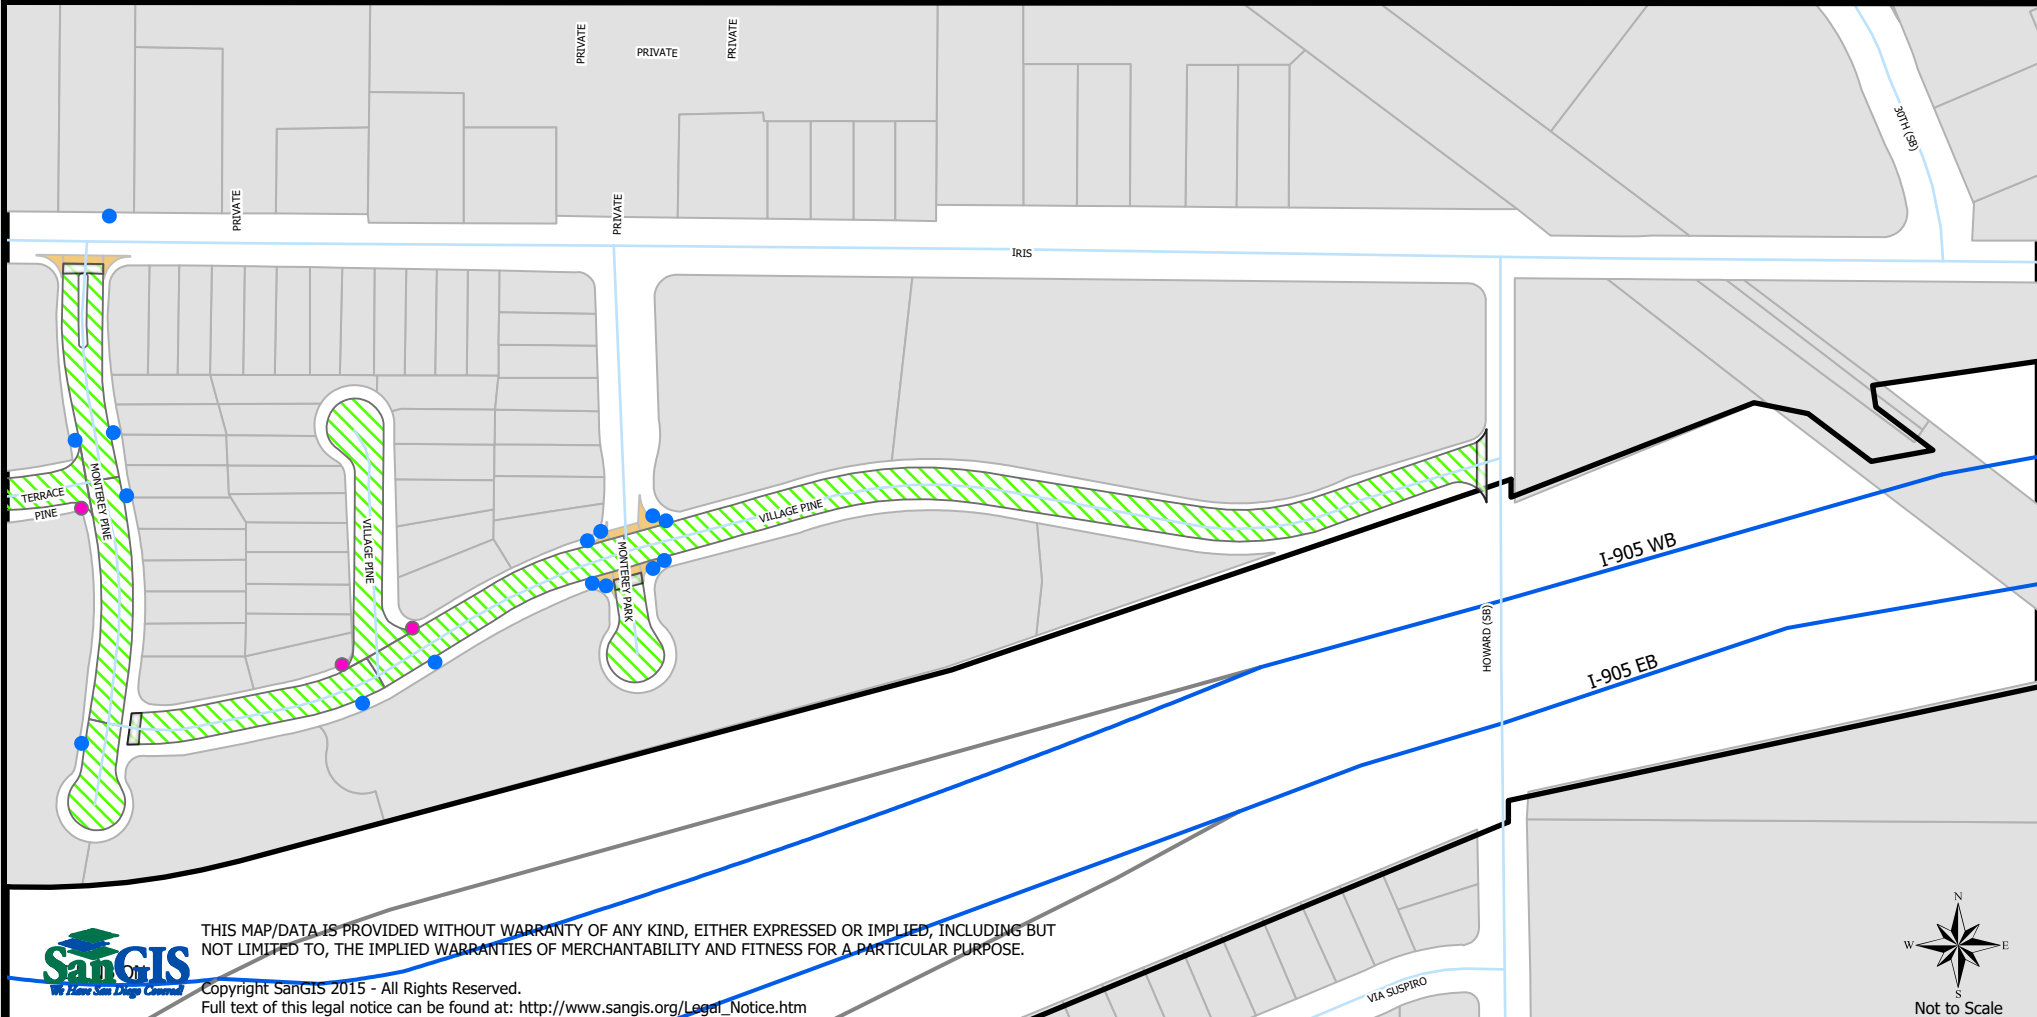 PRIVATE
PRIVATE
PRIVATE
30TH (SB)
PRIVATE
PRIVATE
IRIS
MONTEREY PINE
TERRACE
PINE
VILLAGE PINE
VILLAGE PINE
MONTEREY PARK
I-905 WB
HOWARD (SB)
I-905 EB
VIA SUSPIRO
SanGIS
We Have San Diego Covered!
THIS MAP/DATA IS PROVIDED WITHOUT WARRANTY OF ANY KIND, EITHER EXPRESSED OR IMPLIED, INCLUDING BUT
NOT LIMITED TO, THE IMPLIED WARRANTIES OF MERCHANTABILITY AND FITNESS FOR A PARTICULAR PURPOSE.
Copyright SanGIS 2015 - All Rights Reserved.
Full text of this legal notice can be found at: http://www.sangis.org/Legal_Notice.htm
N
W
E
S
Not to Scale